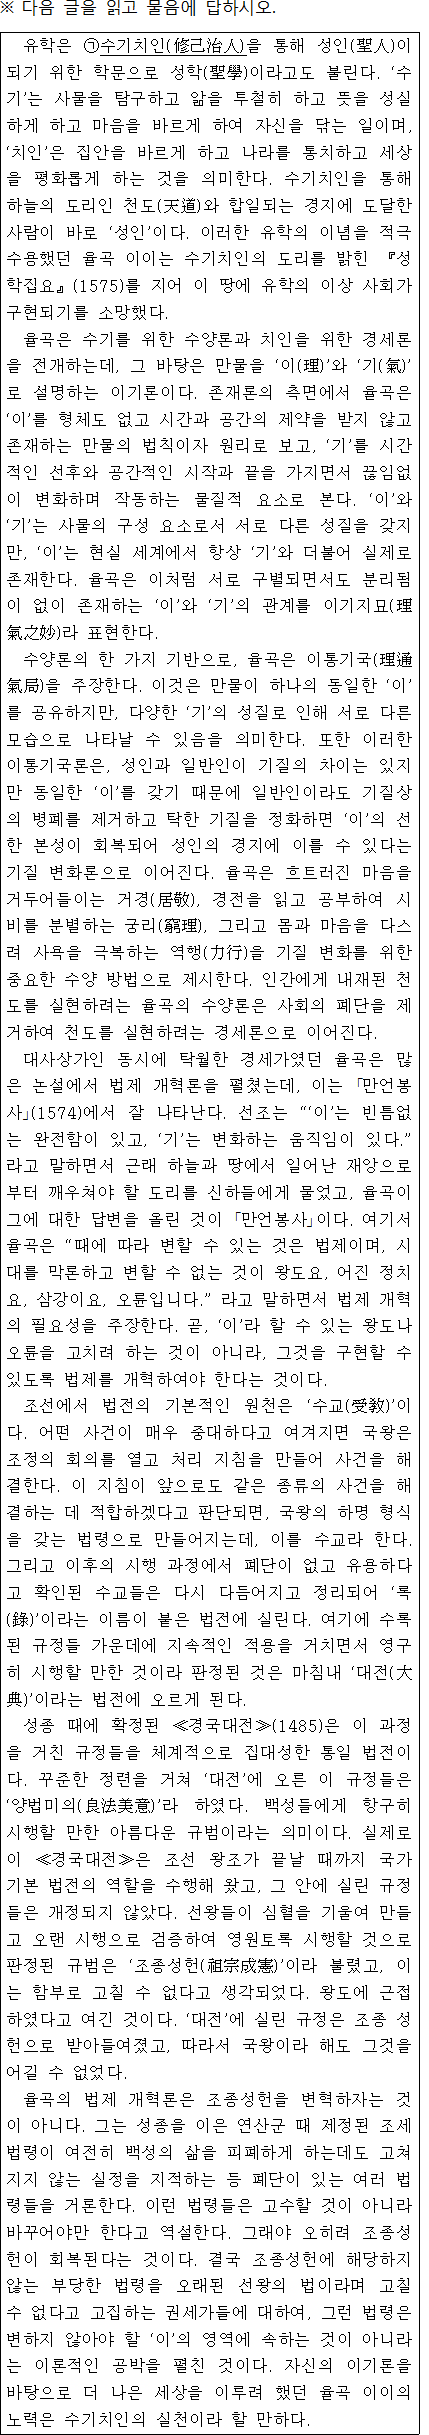 ※ 다음 글을 읽고 물음에 답하시오.
유학은 ㉠수기치인(修己治人)을 통해 성인(聖人)이
되기 위한 학문으로 성학(聖學)이라고도 불린다. ‘수
기’는 사물을 탐구하고 앎을 투철히 하고 뜻을 성실
하게 하고 마음을 바르게 하여 자신을 닦는 일이며,
‘치인’은 집안을 바르게 하고 나라를 통치하고 세상
을 평화롭게 하는 것을 의미한다. 수기치인을 통해
하늘의 도리인 천도(天道)와 합일되는 경지에 도달한
사람이 바로 ‘성인’이다. 이러한 유학의 이념을 적극
수용했던 율곡 이이는 수기치인의 도리를 밝힌 『성
학집요』(1575)를 지어 이 땅에 유학의 이상 사회가
구현되기를 소망했다.
율곡은 수기를 위한 수양론과 치인을 위한 경세론
을 전개하는데, 그 바탕은 만물을 ‘이(理)’와 ‘기(氣)’
로 설명하는 이기론이다. 존재론의 측면에서 율곡은
‘이’를 형체도 없고 시간과 공간의 제약을 받지 않고
존재하는 만물의 법칙이자 원리로 보고, ‘기’를 시간
적인 선후와 공간적인 시작과 끝을 가지면서 끊임없
이 변화하며 작동하는 물질적 요소로 본다. ‘이’와
‘기’는 사물의 구성 요소로서 서로 다른 성질을 갖지
만, ‘이’는 현실 세계에서 항상 ‘기’와 더불어 실제로
존재한다. 율곡은 이처럼 서로 구별되면서도 분리됨
이 없이 존재하는 ‘이’와 ‘기’의 관계를 이기지묘(理
氣之妙)라 표현한다.
수양론의 한 가지 기반으로, 율곡은 이통기국(理通
氣局)을 주장한다. 이것은 만물이 하나의 동일한 ‘이’
를 공유하지만, 다양한 ‘기’의 성질로 인해 서로 다른
모습으로 나타날 수 있음을 의미한다. 또한 이러한
이통기국론은, 성인과 일반인이 기질의 차이는 있지
만 동일한 ‘이’를 갖기 때문에 일반인이라도 기질상
의 병폐를 제거하고 탁한 기질을 정화하면 ‘이’의 선
한 본성이 회복되어 성인의 경지에 이를 수 있다는
기질 변화론으로 이어진다. 율곡은 흐트러진 마음을
거두어들이는 거경(居敬), 경전을 읽고 공부하여 시
비를 분별하는 궁리(窮理), 그리고 몸과 마음을 다스
려 사욕을 극복하는 역행(力行)을 기질 변화를 위한
중요한 수양 방법으로 제시한다. 인간에게 내재된 천
도를 실현하려는 율곡의 수양론은 사회의 폐단을 제
거하여 천도를 실현하려는 경세론으로 이어진다.
대사상가인 동시에 탁월한 경세가였던 율곡은 많
은 논설에서 법제 개혁론을 펼쳤는데, 이는 「만언봉
사」(1574)에서 잘 나타난다. 선조는 “‘이’는 빈틈없
는 완전함이 있고, ‘기’는 변화하는 움직임이 있다.”
라고 말하면서 근래 하늘과 땅에서 일어난 재앙으로
부터 깨우쳐야 할 도리를 신하들에게 물었고, 율곡이
그에 대한 답변을 올린 것이 「만언봉사」이다. 여기서
율곡은 “때에 따라 변할 수 있는 것은 법제이며, 시
대를 막론하고 변할 수 없는 것이 왕도요, 어진 정치
요, 삼강이요, 오륜입니다.” 라고 말하면서 법제 개혁
의 필요성을 주장한다. 곧, ‘이’라 할 수 있는 왕도나
오륜을 고치려 하는 것이 아니라, 그것을 구현할 수
있도록 법제를 개혁하여야 한다는 것이다.
조선에서 법전의 기본적인 원천은 ‘수교(受敎)’이
다. 어떤 사건이 매우 중대하다고 여겨지면 국왕은
조정의 회의를 열고 처리 지침을 만들어 사건을 해
결한다. 이 지침이 앞으로도 같은 종류의 사건을 해
결하는 데 적합하겠다고 판단되면, 국왕의 하명 형식
을 갖는 법령으로 만들어지는데, 이를 수교라 한다.
그리고 이후의 시행 과정에서 폐단이 없고 유용하다
고 확인된 수교들은 다시 다듬어지고 정리되어 ‘록
(錄)’이라는 이름이 붙은 법전에 실린다. 여기에 수록
된 규정들 가운데에 지속적인 적용을 거치면서 영구
히 시행할 만한 것이라 판정된 것은 마침내 ‘대전(大
典)’이라는 법전에 오르게 된다.
성종 때에 확정된 ≪경국대전≫(1485)은 이 과정
을 거친 규정들을 체계적으로 집대성한 통일 법전이
다. 꾸준한 정련을 거쳐 ‘대전’에 오른 이 규정들은
‘양법미의(良法美意)’라 하였다. 백성들에게 항구히
시행할 만한 아름다운 규범이라는 의미이다. 실제로
이 ≪경국대전≫은 조선 왕조가 끝날 때까지 국가
기본 법전의 역할을 수행해 왔고, 그 안에 실린 규정
들은 개정되지 않았다. 선왕들이 심혈을 기울여 만들
고 오랜 시행으로 검증하여 영원토록 시행할 것으로
판정된 규범은 ‘조종성헌(祖宗成憲)’이라 불렸고, 이
는 함부로 고칠 수 없다고 생각되었다. 왕도에 근접
하였다고 여긴 것이다. ‘대전’에 실린 규정은 조종 성
헌으로 받아들여졌고, 따라서 국왕이라 해도 그것을
어길 수 없었다.
율곡의 법제 개혁론은 조종성헌을 변혁하자는 것
이 아니다. 그는 성종을 이은 연산군 때 제정된 조세
법령이 여전히 백성의 삶을 피폐하게 하는데도 고쳐
지지 않는 실정을 지적하는 등 폐단이 있는 여러 법
령들을 거론한다. 이런 법령들은 고수할 것이 아니라
바꾸어야만 한다고 역설한다. 그래야 오히려 조종성
헌이 회복된다는 것이다. 결국 조종성헌에 해당하지
않는 부당한 법령을 오래된 선왕의 법이라며 고칠
수 없다고 고집하는 권세가들에 대하여, 그런 법령은
변하지 않아야 할 ‘이’의 영역에 속하는 것이 아니라
는 이론적인 공박을 펼친 것이다. 자신의 이기론을
바탕으로 더 나은 세상을 이루려 했던 율곡 이이의
노력은 수기치인의 실천이라 할 만하다.